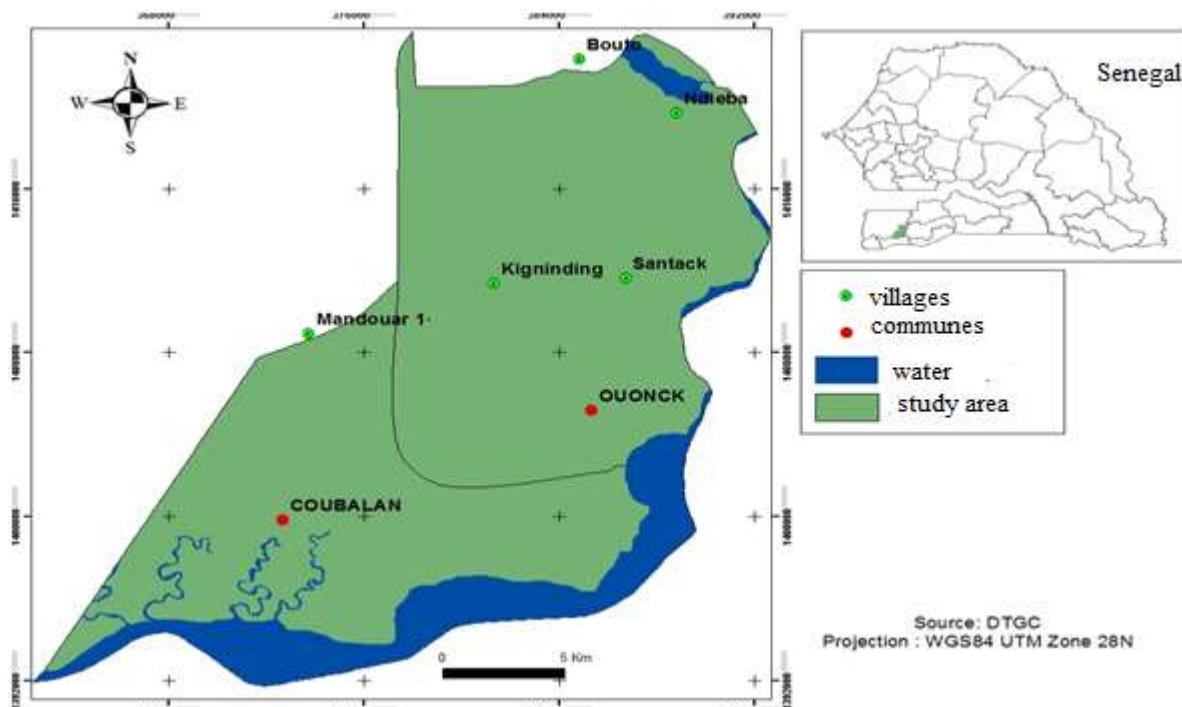 Bouto
Ndieba
N
W E
S
Kigninding
Santack
Mandouar 1
OUONCK
COUBALAN
0 5 Km
Senegal
villages
communes
water
study area
Source: DTGC
Projection : WGS84 UTM Zone 28N